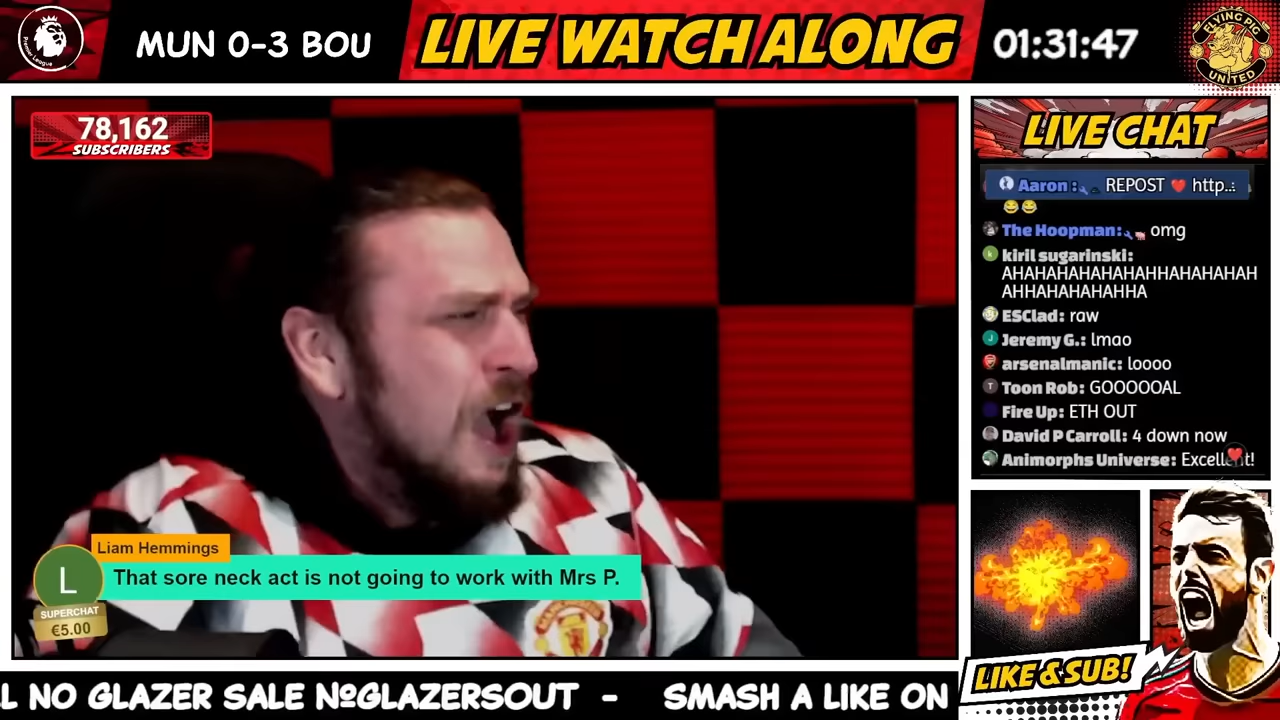 Premier League
MUN 0-3 BOU
LIVE WATCH ALONG
01:31:47
FLYING PIG
UNITED
78,162
SUBSCRIBERS
LIVE CHAT
Aaron: REPOST ❤️ http...
😂😂
The Hoopman: omg
kiril sugarinski:
AHAHAHAHAHAHAHHAHAHAHAH
AHHAHAHAHAHHA
ESClad: raw
Jeremy G.: lmao
arsenalmanic: loooo
Toon Rob: GOOOOOAL
Fire Up: ETH OUT
David P Carroll: 4 down now
Animorphs Universe: Excellent!
Liam Hemmings
L
That sore neck act is not going to work with Mrs P.
SUPERCHAT
€5.00
LIKE & SUB!
L NO GLAZER SALE NºGLAZERSOUT - SMASH A LIKE ON